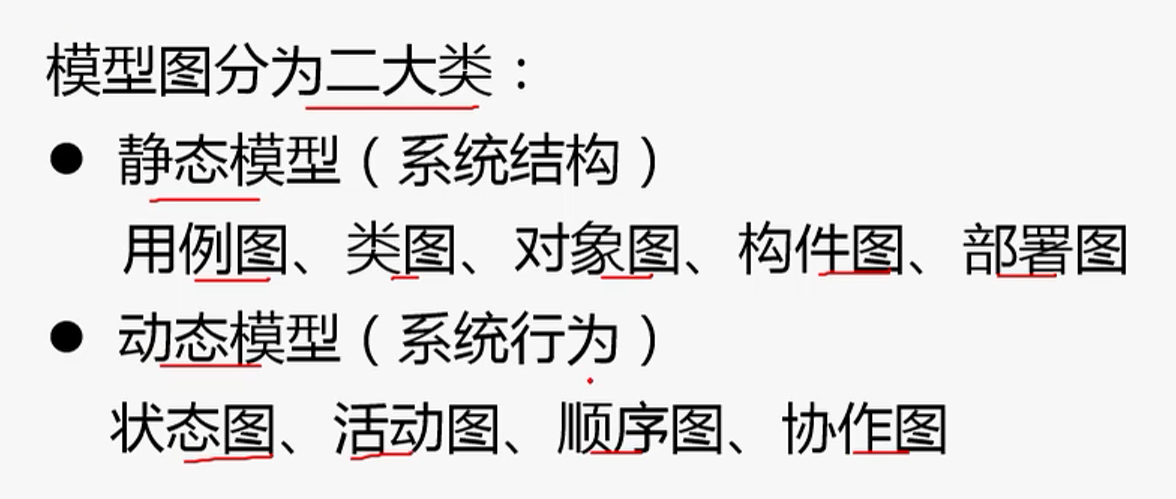 模型图分为二大类：
● 静态模型（系统结构）
用例图、类图、对象图、构件图、部署图
● 动态模型（系统行为）
状态图、活动图、顺序图、协作图